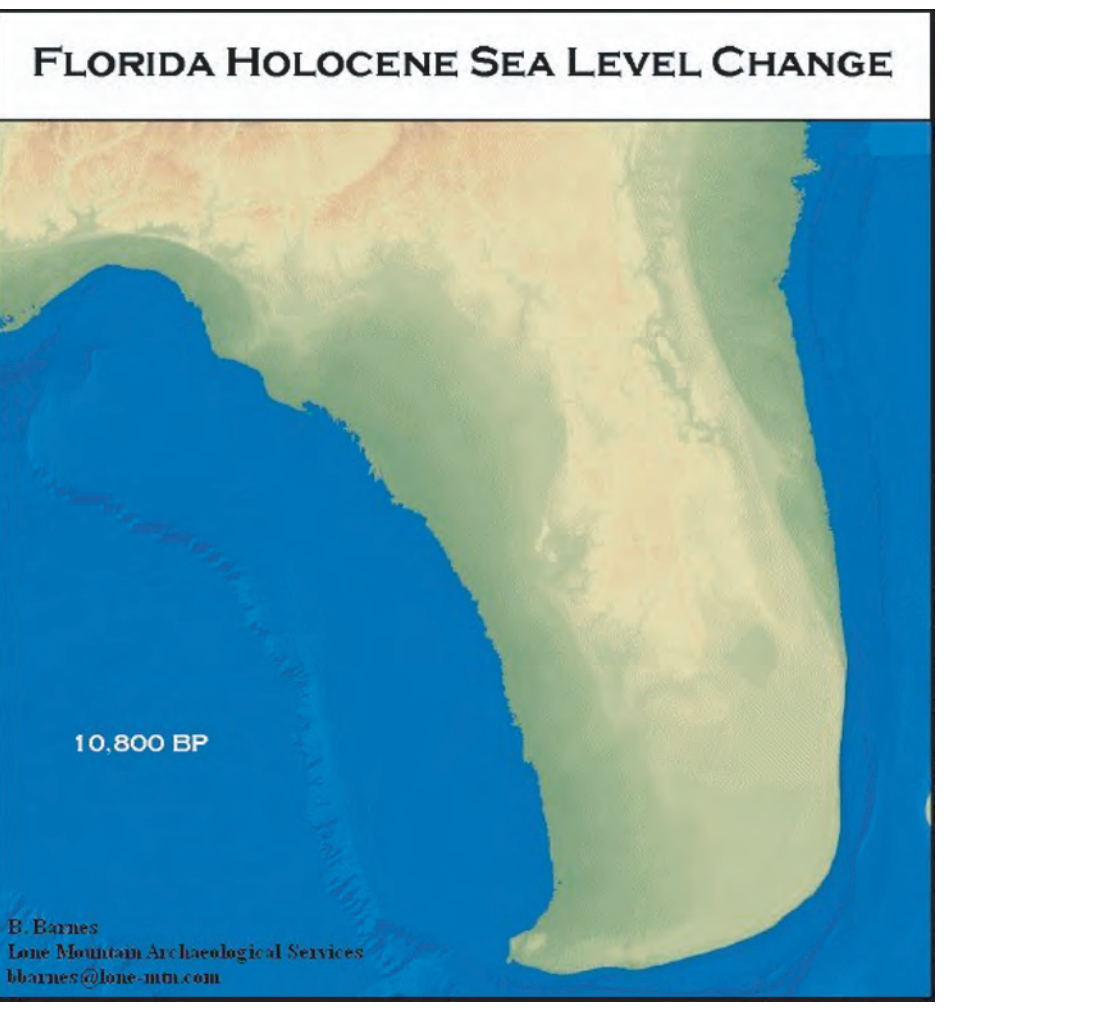 FLORIDA HOLOCENE SEA LEVEL CHANGE
10,800 BP
B. Barnes
Lone Mountain Archaeological Services
bbarnes@lone-mtn.com